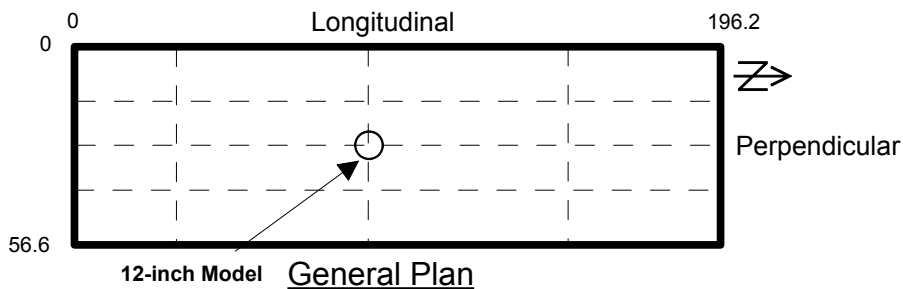 0
Longitudinal
196.2
0
Z
Perpendicular
56.6
12-inch Model
General Plan